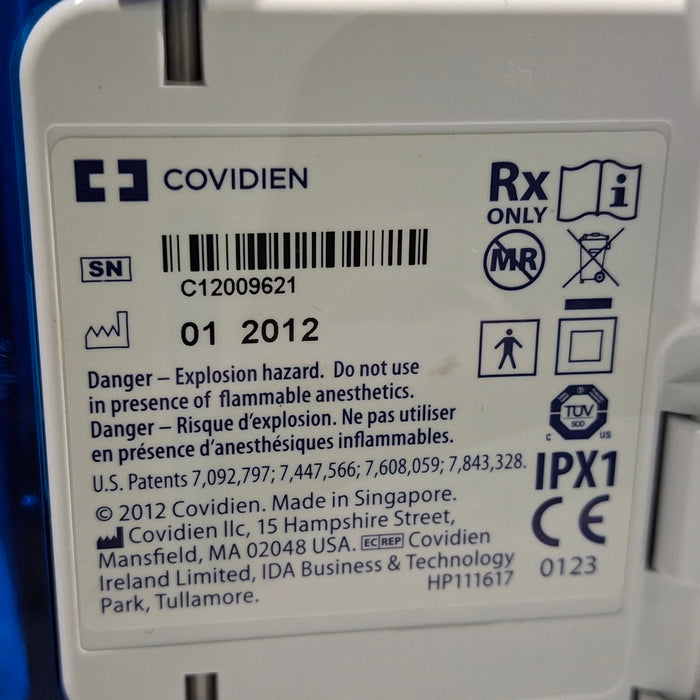 COVIDIEN
Rx
ONLY
i
SN
C12009621
MR
01 2012
Danger – Explosion hazard. Do not use
in presence of flammable anesthetics.
Danger – Risque d'explosion. Ne pas utiliser
en présence d'anesthésiques inflammables.
TÜV
SÜD
C US
U.S. Patents 7,092,797; 7,447,566; 7,608,059; 7,843,328.
IPX1
© 2012 Covidien. Made in Singapore.
Covidien llc, 15 Hampshire Street,
Mansfield, MA 02048 USA. EC REP Covidien
Ireland Limited, IDA Business & Technology
Park, Tullamore.
HP111617
CE
0123